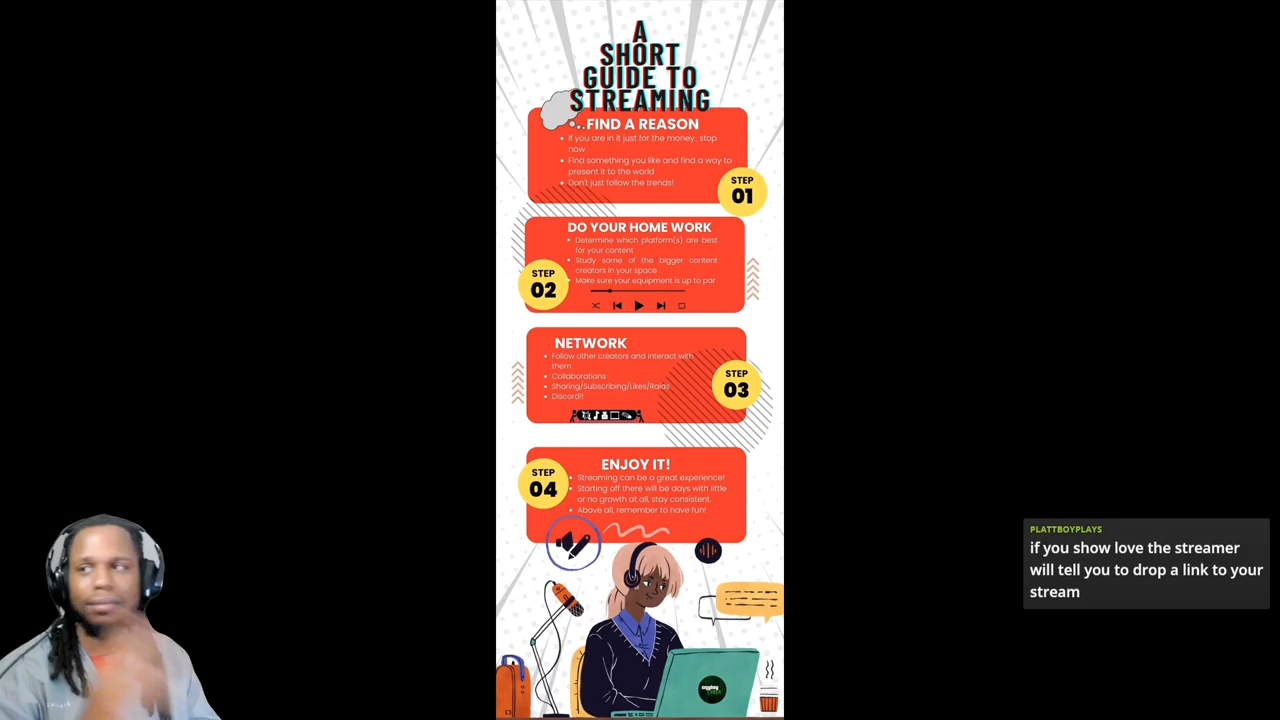 A
SHORT
GUIDE TO
STREAMING
FIND A REASON
If you are in it just for the money.. stop
now
Find something you like and find a way to
present it to the world
Don't just follow the trends!
STEP
01
DO YOUR HOME WORK
Determine which platform(s) are best
for your content
Study some of the bigger content
creators in your space
Make sure your equipment is up to par
STEP
02
NETWORK
Follow other creators and interact with
them
Collaborations
Sharing/Subscribing/Likes/Raids
Discord!!
STEP
03
ENJOY IT!
Streaming can be a great experience!
Starting off there will be days with little
or no growth at all, stay consistent
Above all, remember to have fun!
STEP
04
PLATTBOYPLAYS
if you show love the streamer
will tell you to drop a link to your
stream